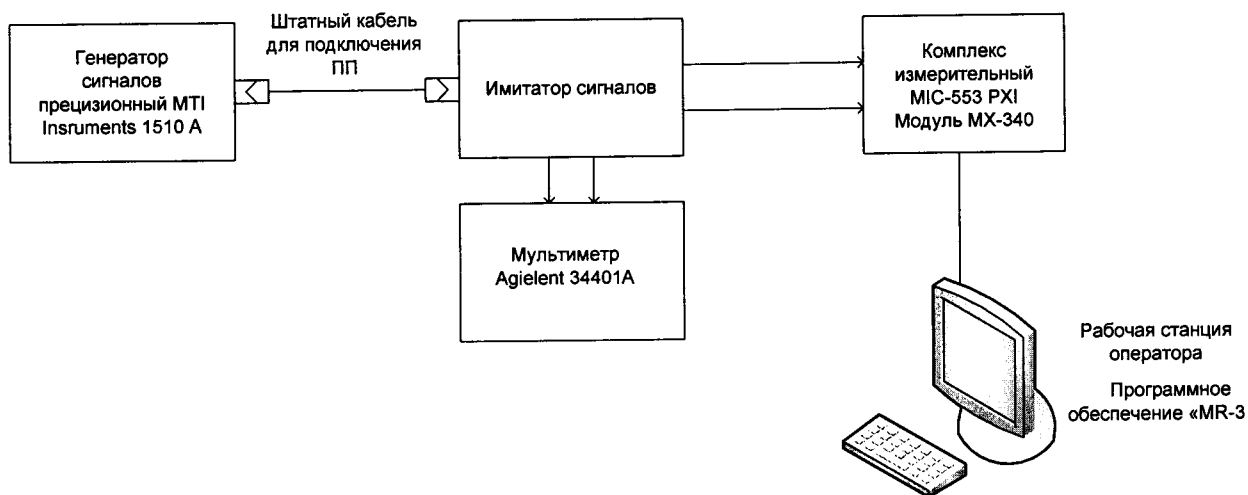 Штатный кабель
для подключения
ПП
Генератор
сигналов
прецизионный MTI
Insruments 1510 A
Имитатор сигналов
Комплекс
измерительный
MIC-553 PXI
Модуль MX-340
Мультиметр
Agielent 34401A
Рабочая станция
оператора
Программное
обеспечение «MR-3